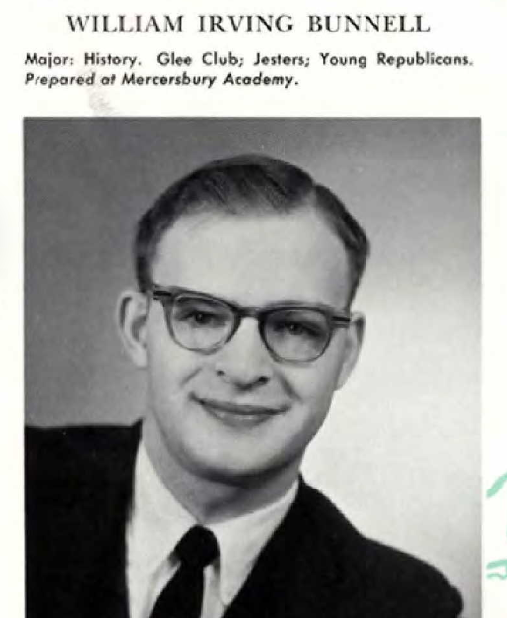 WILLIAM IRVING BUNNELL
Major: History. Glee Club; Jesters; Young Republicans.
Prepared at Mercersbury Academy.